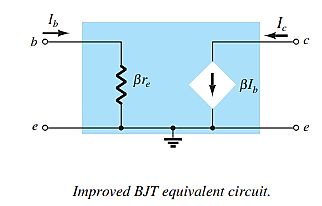 I_b I_c
b c
βr_e βI_b
e e
Improved BJT equivalent circuit.